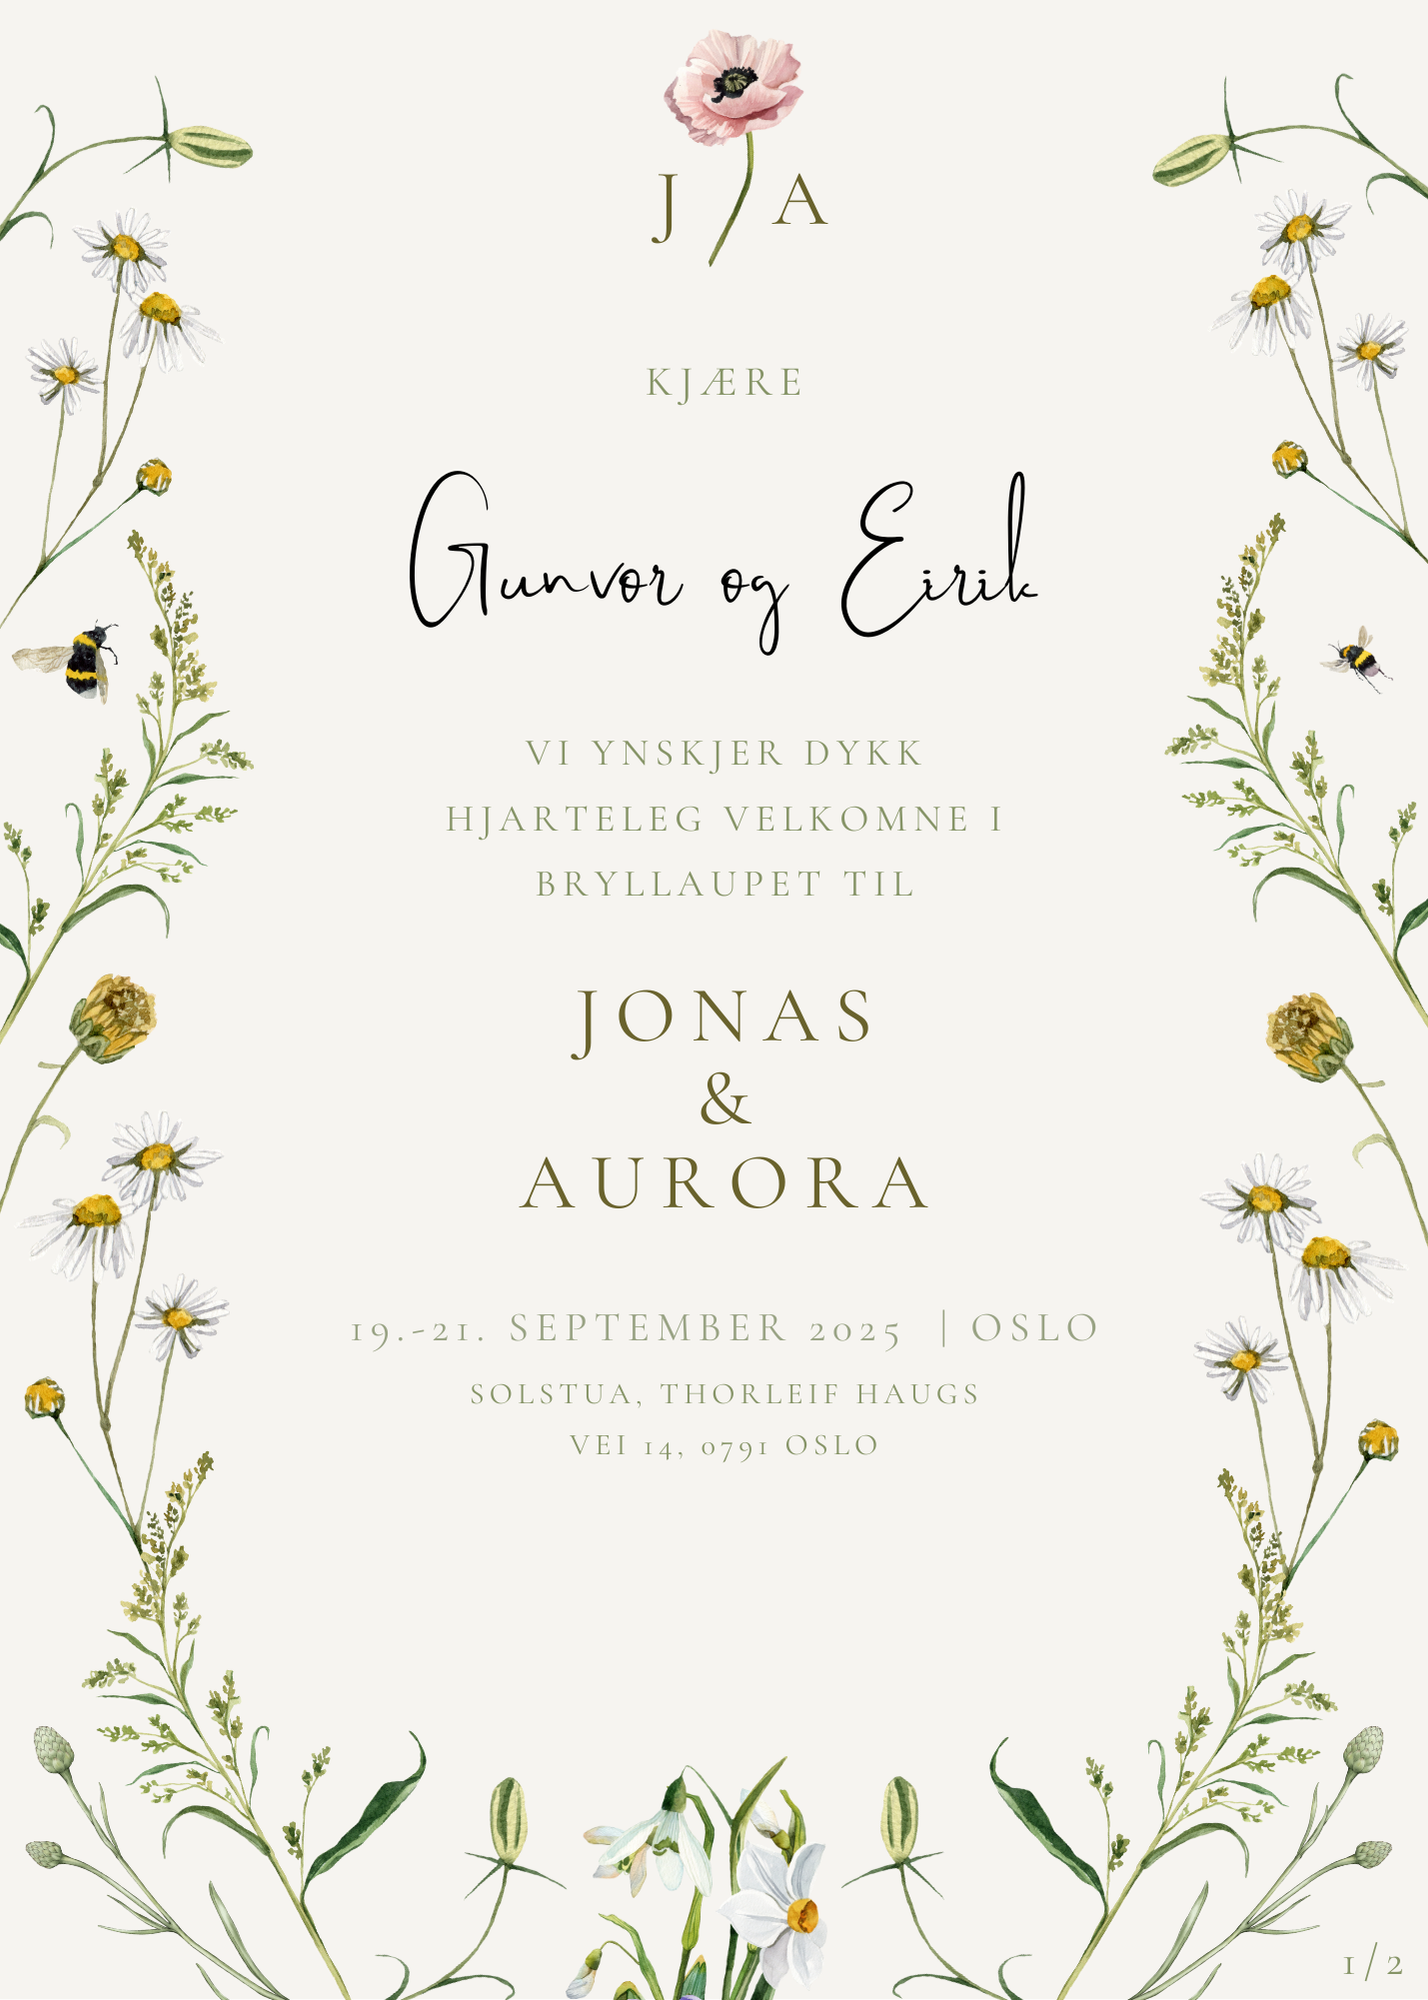 J A
KJÆRE
Gunvor og Eirik
VI YNSKJER DYKK
HJARTELEG VELKOMNE I
BRYLLAUPET TIL
JONAS
&
AURORA
19.-21. SEPTEMBER 2025 | OSLO
SOLSTUA, THORLEIF HAUGS
VEI 14, 0791 OSLO
1/2